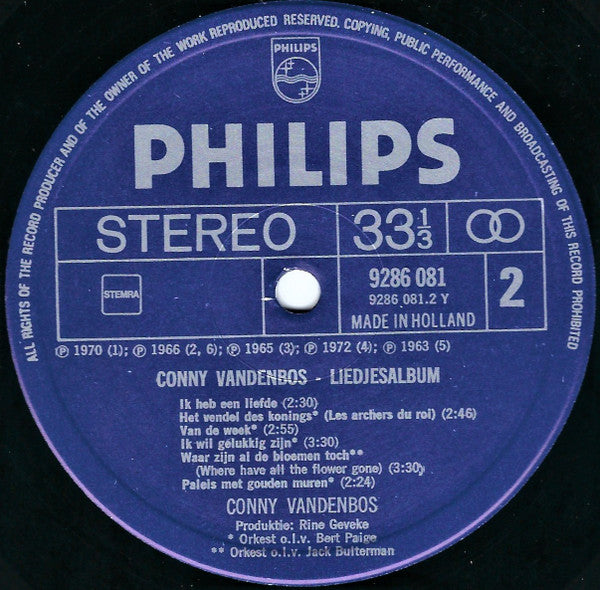 ALL RIGHTS OF THE RECORD PRODUCER AND OF THE OWNER OF THE WORK REPRODUCED RESERVED. COPYING, PUBLIC PERFORMANCE AND BROADCASTING OF THIS RECORD PROHIBITED
PHILIPS
PHILIPS
STEREO 33 1/3
STEMRA
9286 081
9286 081.2 Y
MADE IN HOLLAND
2
Ⓟ 1970 (1); Ⓟ 1966 (2, 6); Ⓟ 1965 (3); Ⓟ 1972 (4); Ⓟ 1963 (5)
CONNY VANDENBOS - LIEDJESALBUM
Ik heb een liefde (2:30)
Het vendel des konings* (Les archers du roi) (2:46)
Van de week* (2:55)
Ik wil gelukkig zijn* (3:30)
Waar zijn al de bloemen toch**
(Where have all the flower gone) (3:30)
Paleis met gouden muren* (2:24)
CONNY VANDENBOS
Produktie: Rine Geveke
* Orkest o.l.v. Bert Paige
** Orkest o.l.v. Jack Bulterman